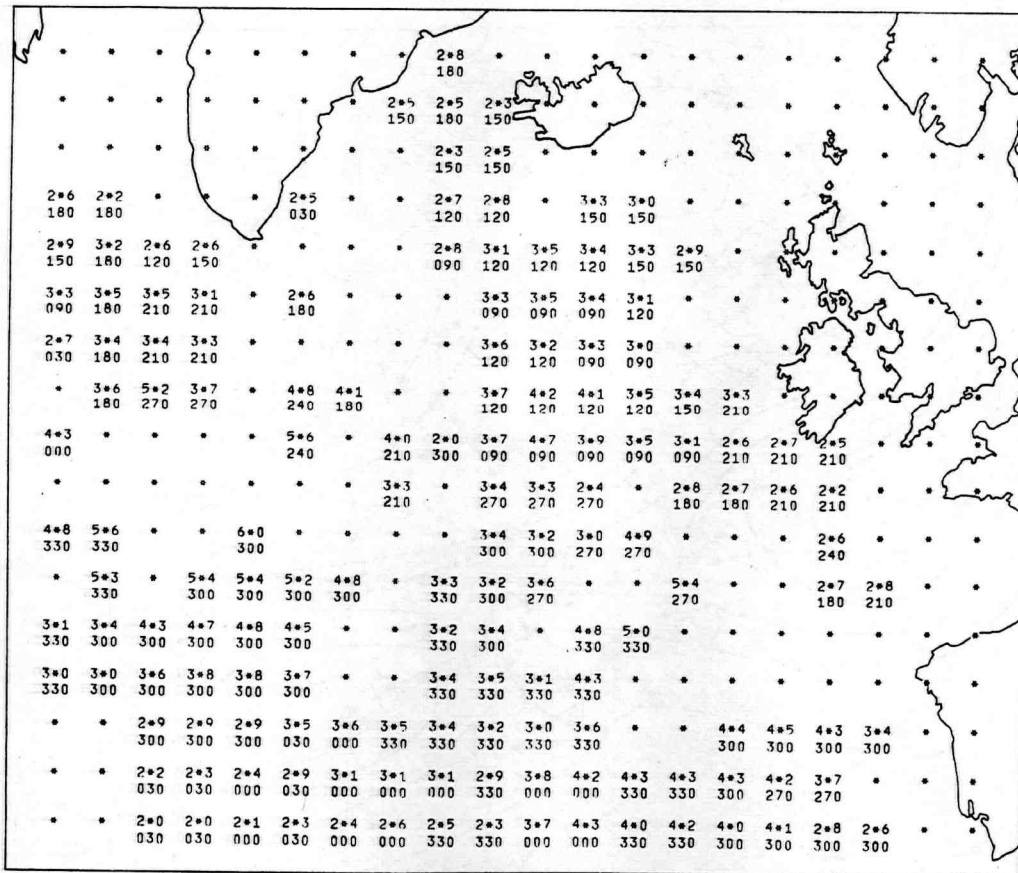 * * * * * * * * 2*8 * * * * * * * * * * *
180
* * * * * * * 2*5 2*5 2*3 * * * * * * * * * *
150 180 150
* * * * * * * * 2*3 2*5 * * * * * * * * * *
150 150
2*6 2*2 * * * 2*5 * * 2*7 2*8 * 3*3 3*0 * * * * * * *
180 180 030 120 120 150 150
2*9 3*2 2*6 2*6 * * * * 2*8 3*1 3*5 3*4 3*3 2*9 * * * * * *
150 180 120 150 090 120 120 120 150 150
3*3 3*5 3*5 3*1 * 2*6 * * * 3*3 3*5 3*4 3*1 * * * * * * *
090 180 210 210 180 090 090 090 120
2*7 3*4 3*4 3*3 * * * * * 3*6 3*2 3*3 3*0 * * * * * * *
030 180 210 210 120 120 090 090
* 3*6 5*2 3*7 * 4*8 4*1 * * 3*7 4*2 4*1 3*5 3*4 3*3 * * * * *
180 270 270 240 180 120 120 120 120 150 210
4*3 * * * * 5*6 * 4*0 2*0 3*7 4*7 3*9 3*5 3*1 2*6 2*7 2*5 * * *
000 240 210 300 090 090 090 090 090 210 210 210
* * * * * * * 3*3 * 3*4 3*3 2*4 * 2*8 2*7 2*6 2*2 * * *
210 270 270 270 180 180 210 210
4*8 5*6 * * 6*0 * * * * 3*4 3*2 3*0 4*9 * * * 2*6 * * *
330 330 300 300 300 270 270 240
* 5*3 * 5*4 5*4 5*2 4*8 * 3*3 3*2 3*6 * * 5*4 * * 2*7 2*8 * *
330 300 300 300 300 330 300 270 270 180 210
3*1 3*4 4*3 4*7 4*8 4*5 * * 3*2 3*4 * 4*8 5*0 * * * * * * *
330 300 300 300 300 300 330 300 330 330
3*0 3*0 3*6 3*8 3*8 3*7 * * 3*4 3*5 3*1 4*3 * * * * * * * *
330 300 300 300 300 300 330 330 330 330
* * 2*9 2*9 2*9 3*5 3*6 3*5 3*4 3*2 3*0 3*6 * * 4*4 4*5 4*3 3*4 * *
300 300 300 030 000 330 330 330 330 330 300 300 300 300
* * 2*2 2*3 2*4 2*9 3*1 3*1 3*1 2*9 3*8 4*2 4*3 4*3 4*3 4*2 3*7 * * *
030 030 000 030 000 000 000 330 000 000 330 330 300 270 270
* * 2*0 2*0 2*1 2*3 2*4 2*6 2*5 2*3 3*7 4*3 4*0 4*2 4*0 4*1 2*8 2*6 * *
030 030 000 030 000 000 330 330 000 000 330 330 300 300 300 300